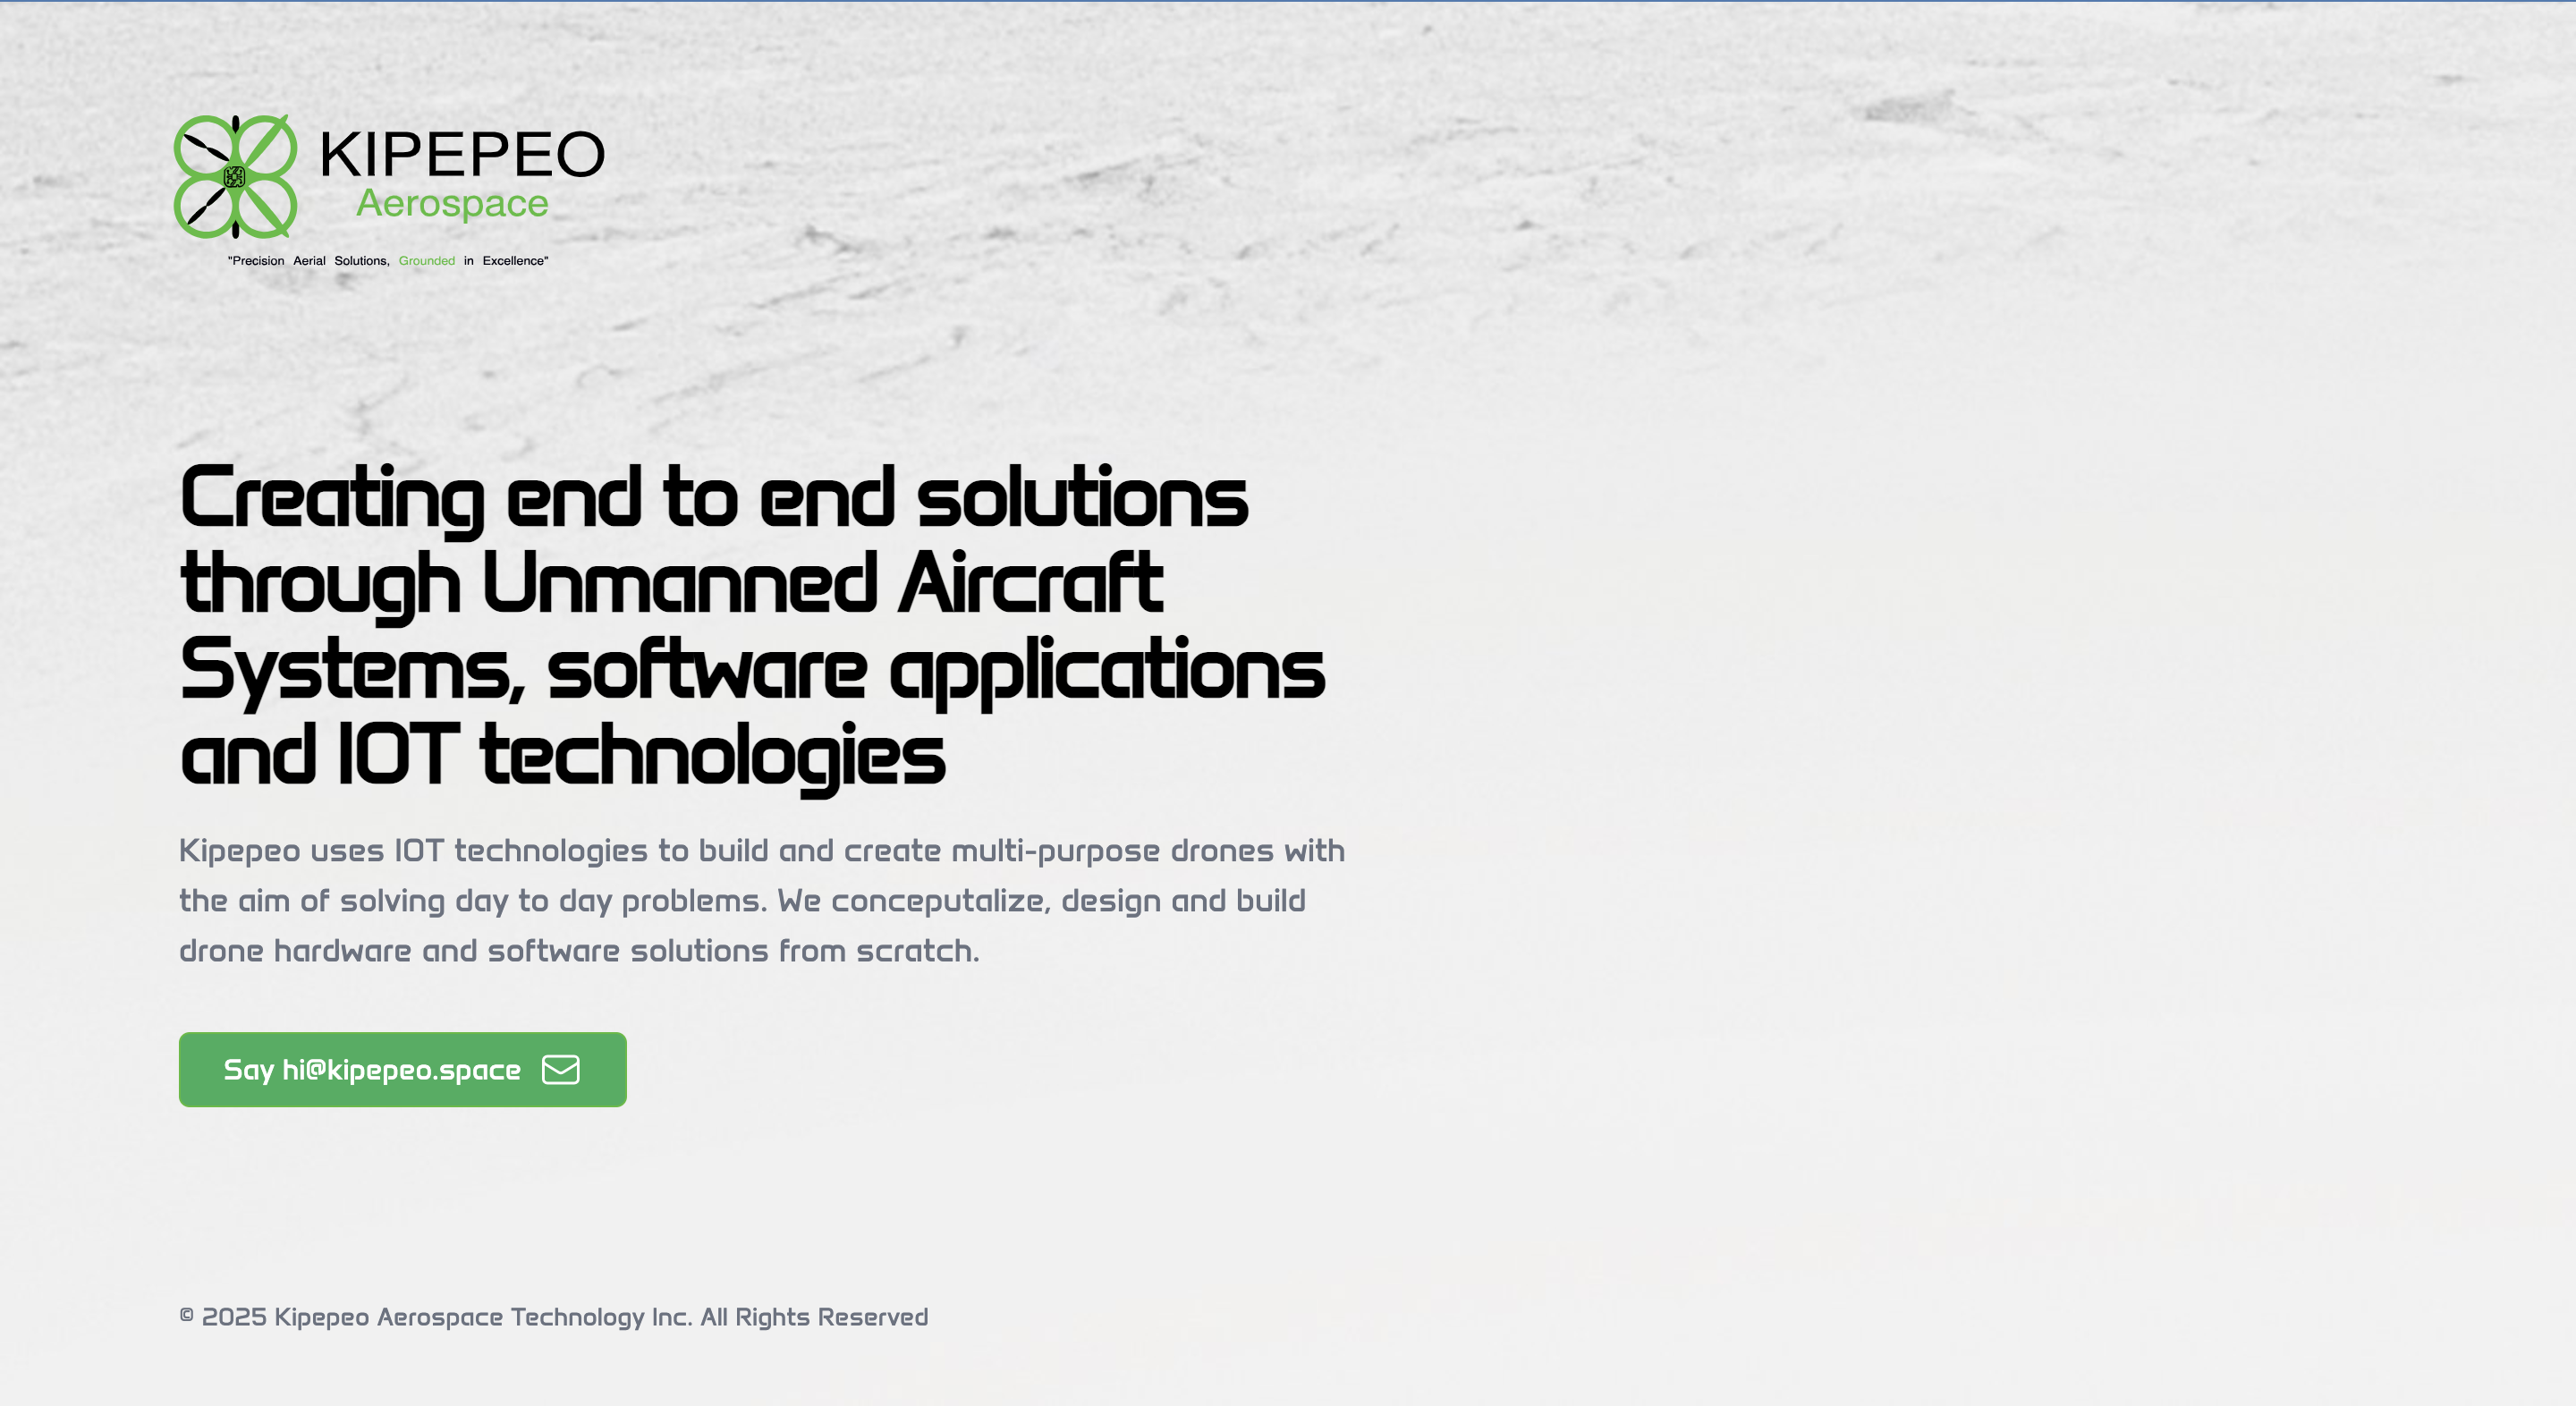 KIPEPEO
Aerospace
"Precision Aerial Solutions, Grounded in Excellence"
Creating end to end solutions
through Unmanned Aircraft
Systems, software applications
and IOT technologies
Kipepeo uses IOT technologies to build and create multi-purpose drones with
the aim of solving day to day problems. We conceputalize, design and build
drone hardware and software solutions from scratch.
Say hi@kipepeo.space
© 2025 Kipepeo Aerospace Technology Inc. All Rights Reserved